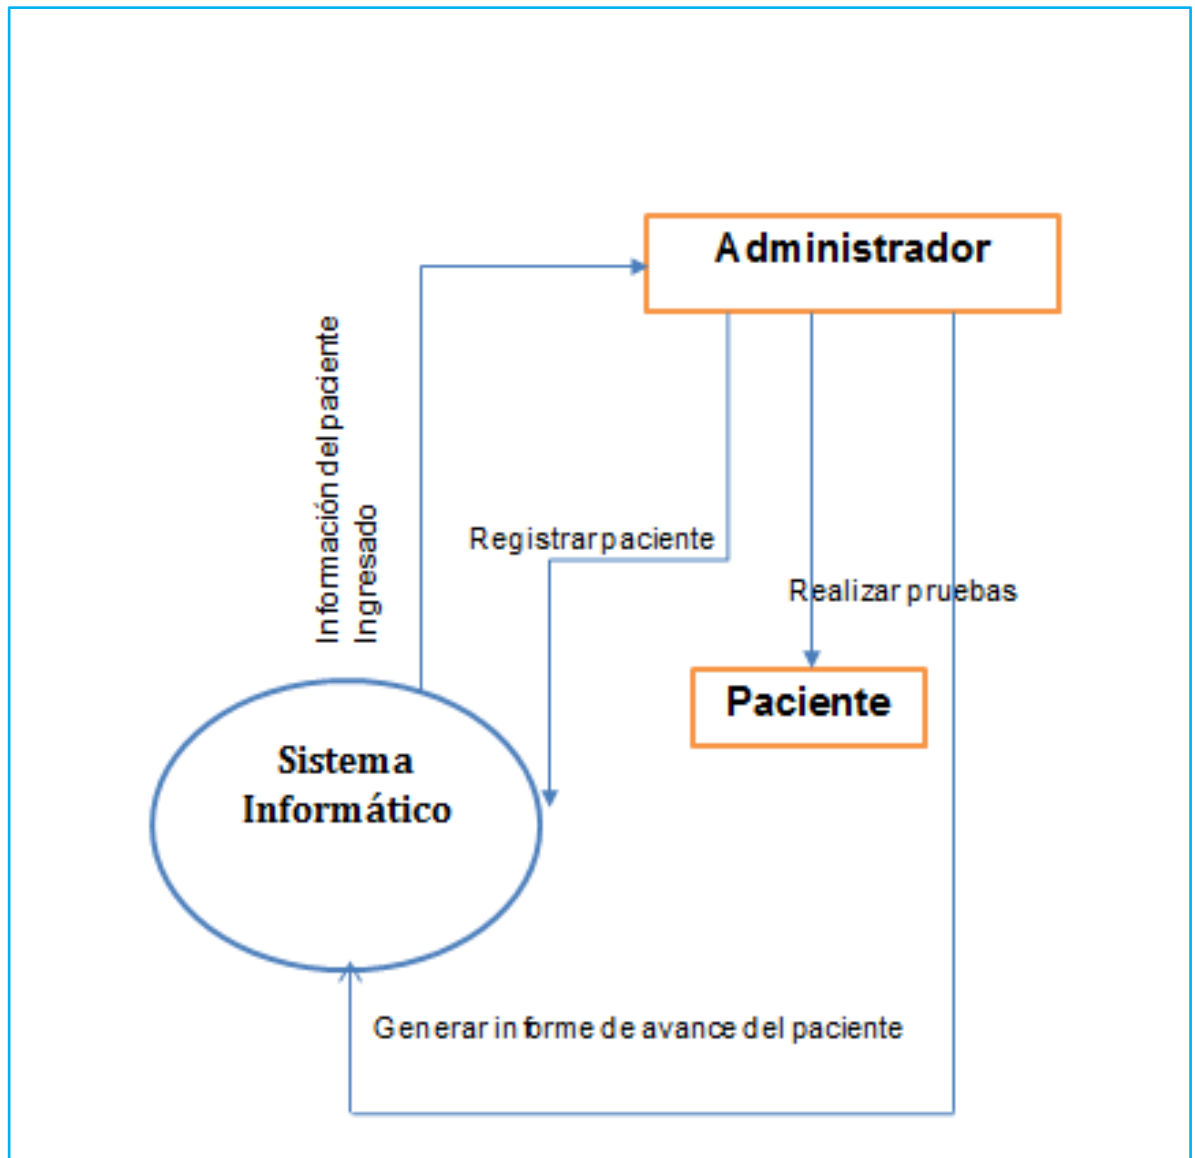 Administrador
Información del paciente
Ingresado
Registrar paciente
Realizar pruebas
Paciente
Sistema
Informático
Generar informe de avance del paciente